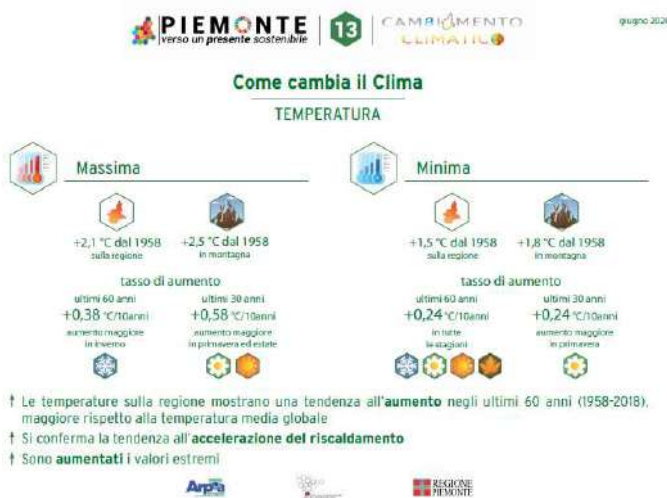 PIEMONTE
verso un presente sostenibile
13
CAMBIAMENTO
CLIMATICO
giugno 2020
Come cambia il Clima
TEMPERATURA
Massima
+2,1 °C dal 1958
sulla regione
+2,5 °C dal 1958
in montagna
tasso di aumento
ultimi 60 anni
+0,38 °C/10anni
aumento maggiore
in inverno
ultimi 30 anni
+0,58 °C/10anni
aumento maggiore
in primavera ed estate
Minima
+1,5 °C dal 1958
sulla regione
+1,8 °C dal 1958
in montagna
tasso di aumento
ultimi 60 anni
+0,24 °C/10anni
in tutte
le stagioni
ultimi 30 anni
+0,24 °C/10anni
aumento maggiore
in primavera
Le temperature sulla regione mostrano una tendenza all'aumento negli ultimi 60 anni (1958-2018),
maggiore rispetto alla temperatura media globale
Si conferma la tendenza all'accelerazione del riscaldamento
Sono aumentati i valori estremi
Arpa
REGIONE
PIEMONTE